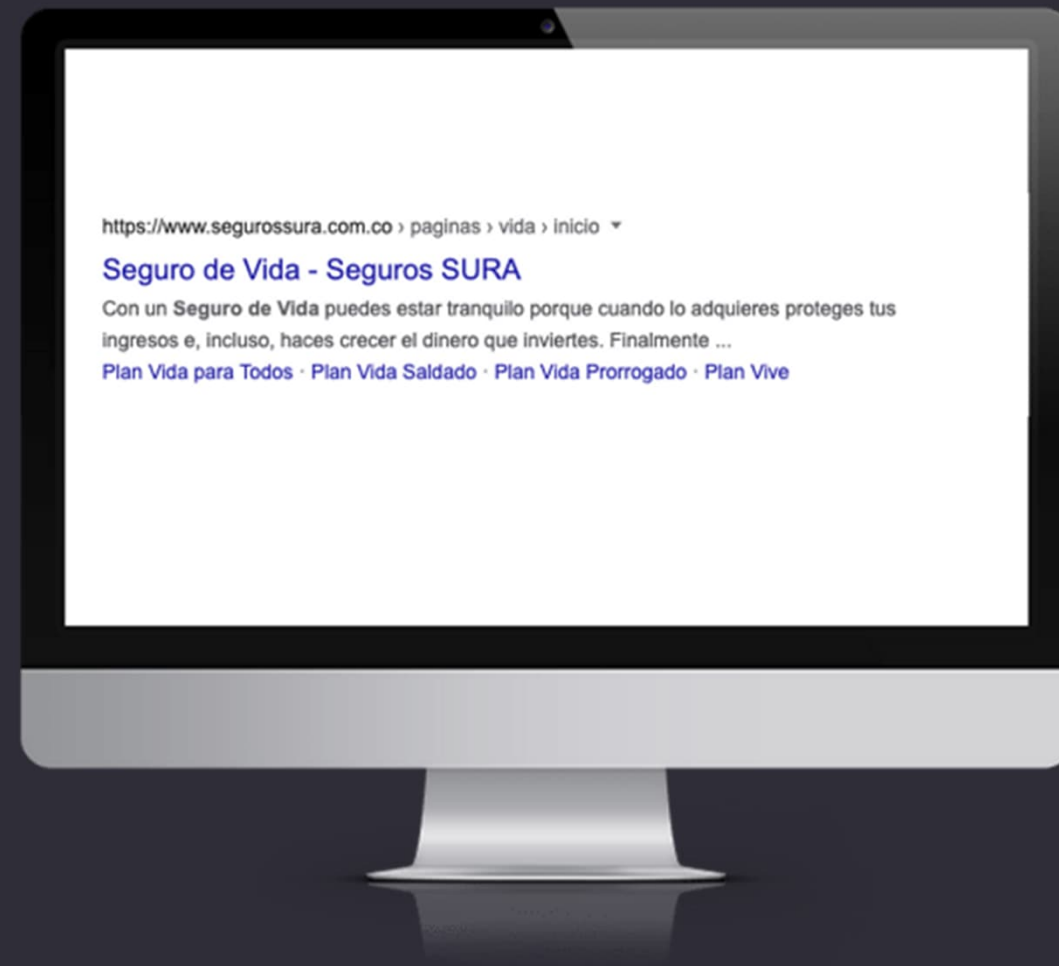 https://www.segurossura.com.co › paginas › vida › inicio
Seguro de Vida - Seguros SURA
Con un Seguro de Vida puedes estar tranquilo porque cuando lo adquieres proteges tus
ingresos e, incluso, haces crecer el dinero que inviertes. Finalmente ...
Plan Vida para Todos · Plan Vida Saldado · Plan Vida Prorrogado · Plan Vive